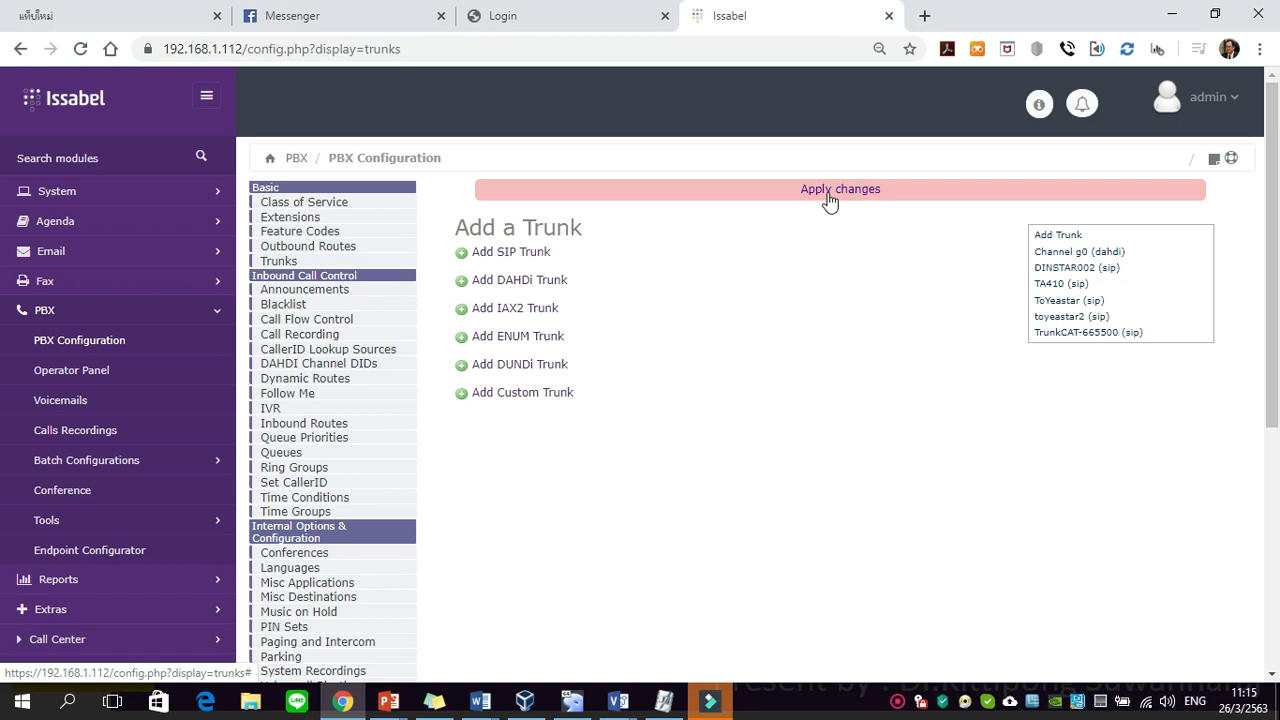 แท็บใหม่
Messenger
Login
Issabel
192.168.1.112/config.php?display=trunks
Issabel
admin
Search modules
System
Agenda
Email
Fax
PBX
PBX Configuration
Operator Panel
Voicemails
Calls Recordings
Batch Configurations
Conference
Tools
Endpoint Configurator
Reports
Extras
Call Center
PBX / PBX Configuration /
Basic
Class of Service
Extensions
Feature Codes
Outbound Routes
Trunks
Inbound Call Control
Announcements
Blacklist
Call Flow Control
Call Recording
CallerID Lookup Sources
DAHDI Channel DIDs
Dynamic Routes
Follow Me
IVR
Inbound Routes
Queue Priorities
Queues
Ring Groups
Set CallerID
Time Conditions
Time Groups
Internal Options &
Configuration
Conferences
Languages
Misc Applications
Misc Destinations
Music on Hold
PIN Sets
Paging and Intercom
Parking
System Recordings
Apply changes
Add a Trunk
Add SIP Trunk
Add DAHDi Trunk
Add IAX2 Trunk
Add ENUM Trunk
Add DUNDi Trunk
Add Custom Trunk
Add Trunk
Channel g0 (dahdi)
DINSTAR002 (sip)
TA410 (sip)
ToYeastar (sip)
toyeastar2 (sip)
TrunkCAT-665500 (sip)
https://192.168.1.112/config.php?display=trunks#
Present by : Dr.Kittipong
ENG
11:15
26/3/2563